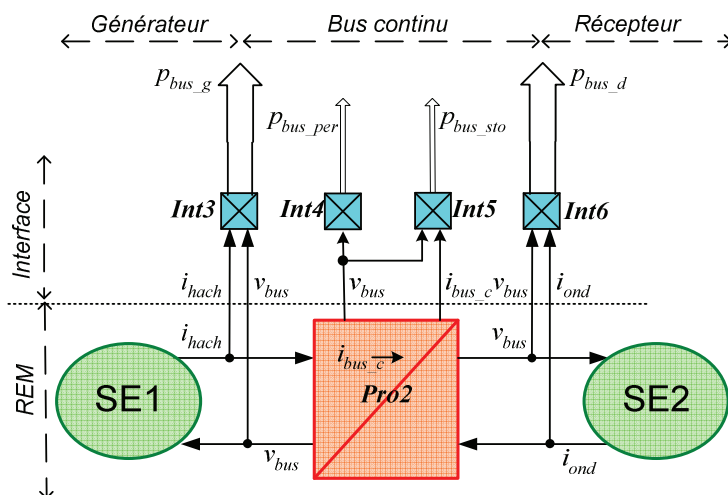 Générateur Bus continu Récepteur
p_bus_g p_bus_d
p_bus_per p_bus_sto
Int3 Int4 Int5 Int6
Interface
i_hach v_bus v_bus i_bus_c v_bus i_ond
i_hach v_bus
i_bus_c
REM
SE1 Pro2 SE2
v_bus i_ond